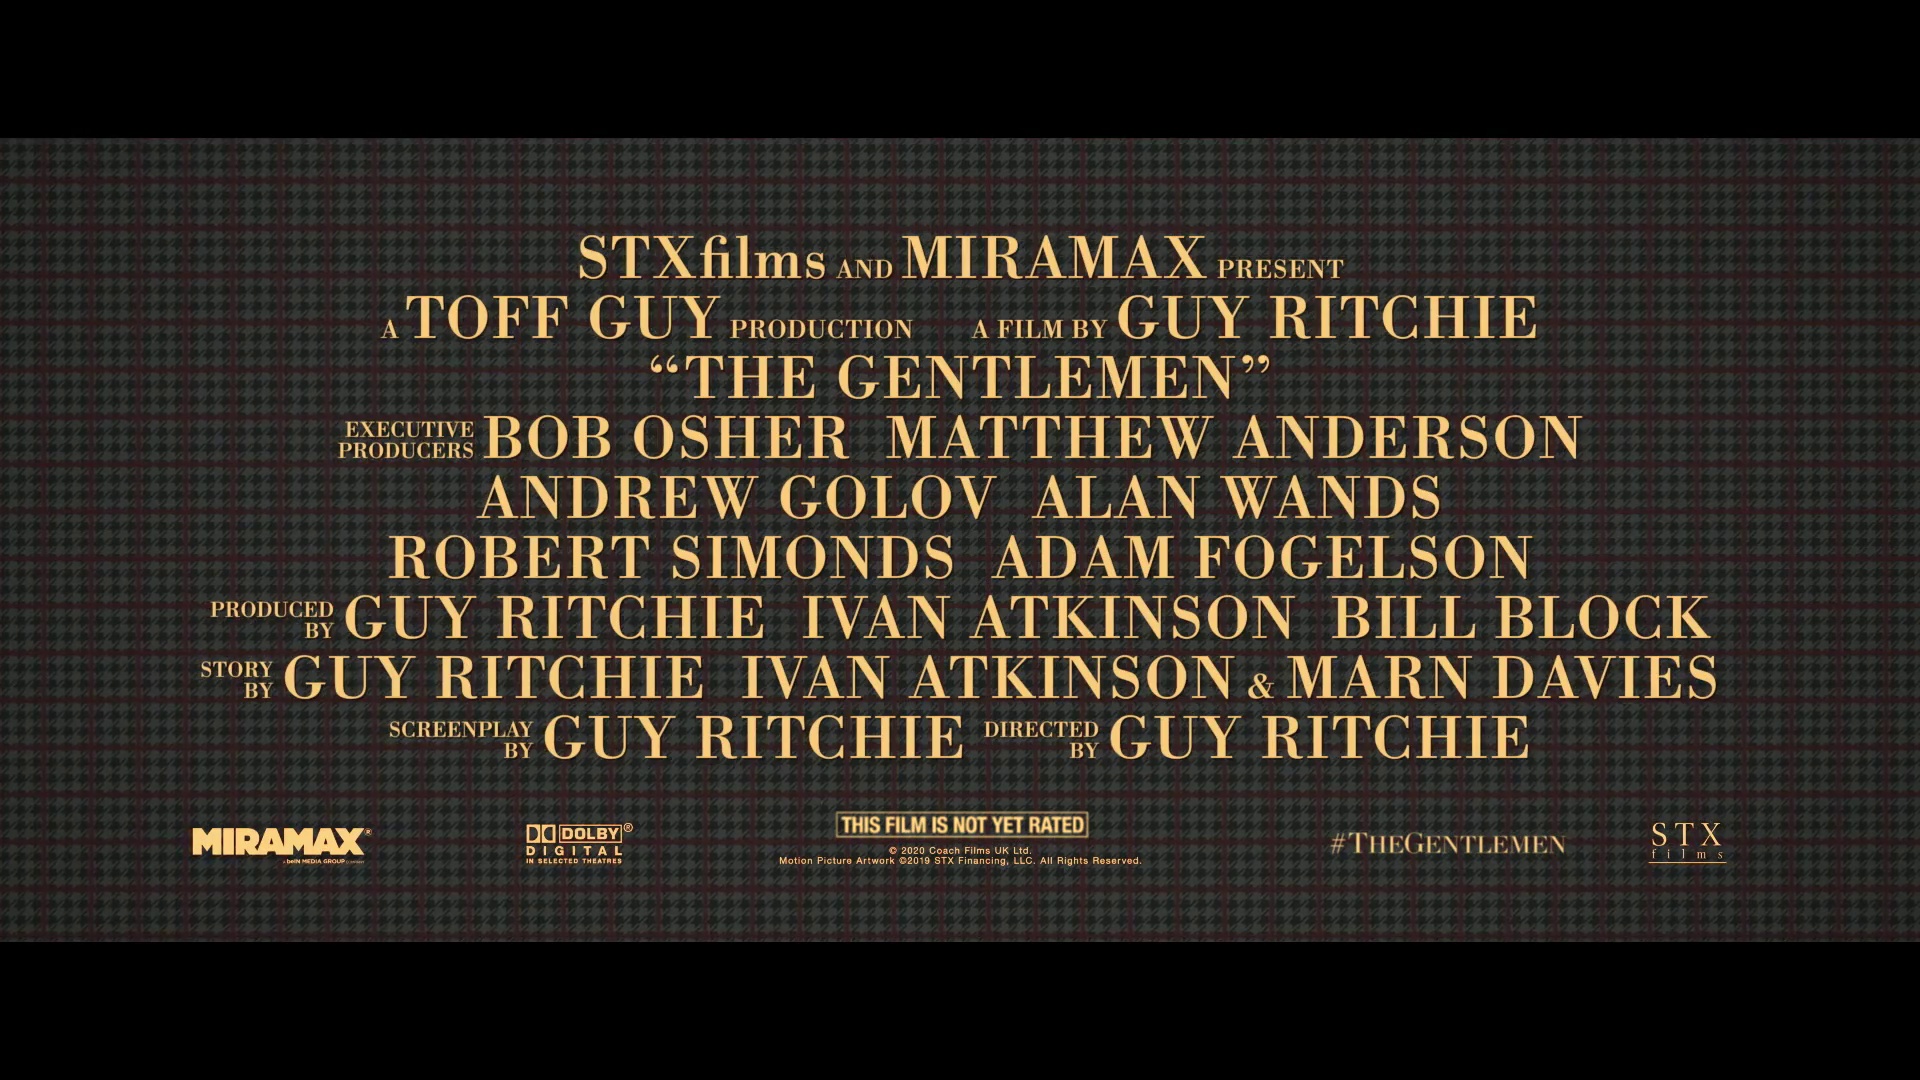 STXfilms AND MIRAMAX PRESENT
A TOFF GUY PRODUCTION A FILM BY GUY RITCHIE
“THE GENTLEMEN”
EXECUTIVE PRODUCERS BOB OSHER MATTHEW ANDERSON
ANDREW GOLOV ALAN WANDS
ROBERT SIMONDS ADAM FOGELSON
PRODUCED BY GUY RITCHIE IVAN ATKINSON BILL BLOCK
STORY BY GUY RITCHIE IVAN ATKINSON & MARN DAVIES
SCREENPLAY BY GUY RITCHIE DIRECTED BY GUY RITCHIE
MIRAMAX®
A beIN MEDIA GROUP COMPANY
DOLBY®
DIGITAL
IN SELECTED THEATRES
THIS FILM IS NOT YET RATED
© 2020 Coach Films UK Ltd.
Motion Picture Artwork ©2019 STX Financing, LLC. All Rights Reserved.
#THEGENTLEMEN
STX
films